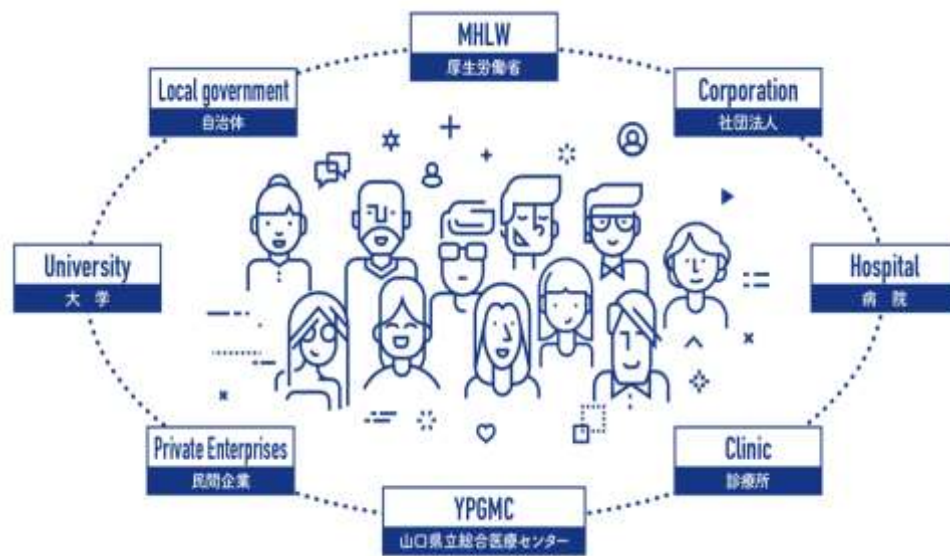 MHLW
厚生労働省
Local government
自治体
Corporation
社団法人
University
大 学
Hospital
病 院
Private Enterprises
民間企業
Clinic
診療所
YPGMC
山口県立総合医療センター